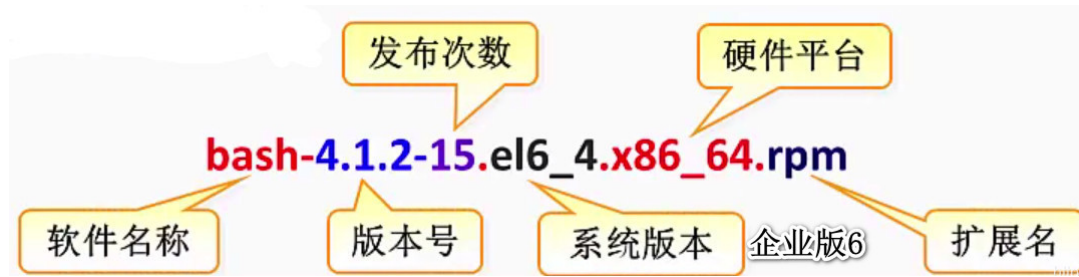 发布次数
硬件平台
bash-4.1.2-15.el6_4.x86_64.rpm
软件名称
版本号
系统版本
企业版6
扩展名